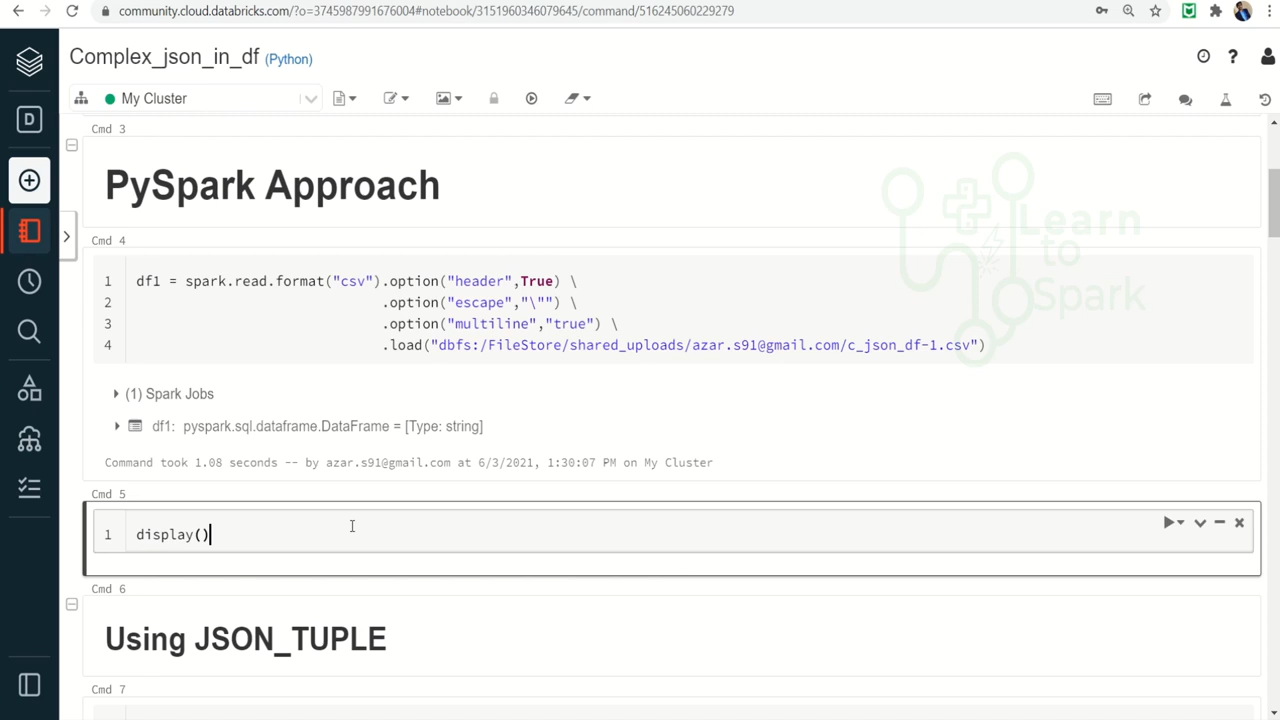 community.cloud.databricks.com/?o=3745987991676004#notebook/3151960346079645/command/516245060229279
Complex_json_in_df (Python)
My Cluster
D
Cmd 3
PySpark Approach
Learn
to
Spark
Cmd 4
1 df1 = spark.read.format("csv").option("header",True) \
2 .option("escape","\"") \
3 .option("multiline","true") \
4 .load("dbfs:/FileStore/shared_uploads/azar.s91@gmail.com/c_json_df-1.csv")
(1) Spark Jobs
df1: pyspark.sql.dataframe.DataFrame = [Type: string]
Command took 1.08 seconds -- by azar.s91@gmail.com at 6/3/2021, 1:30:07 PM on My Cluster
Cmd 5
1 display()
Cmd 6
Using JSON_TUPLE
Cmd 7